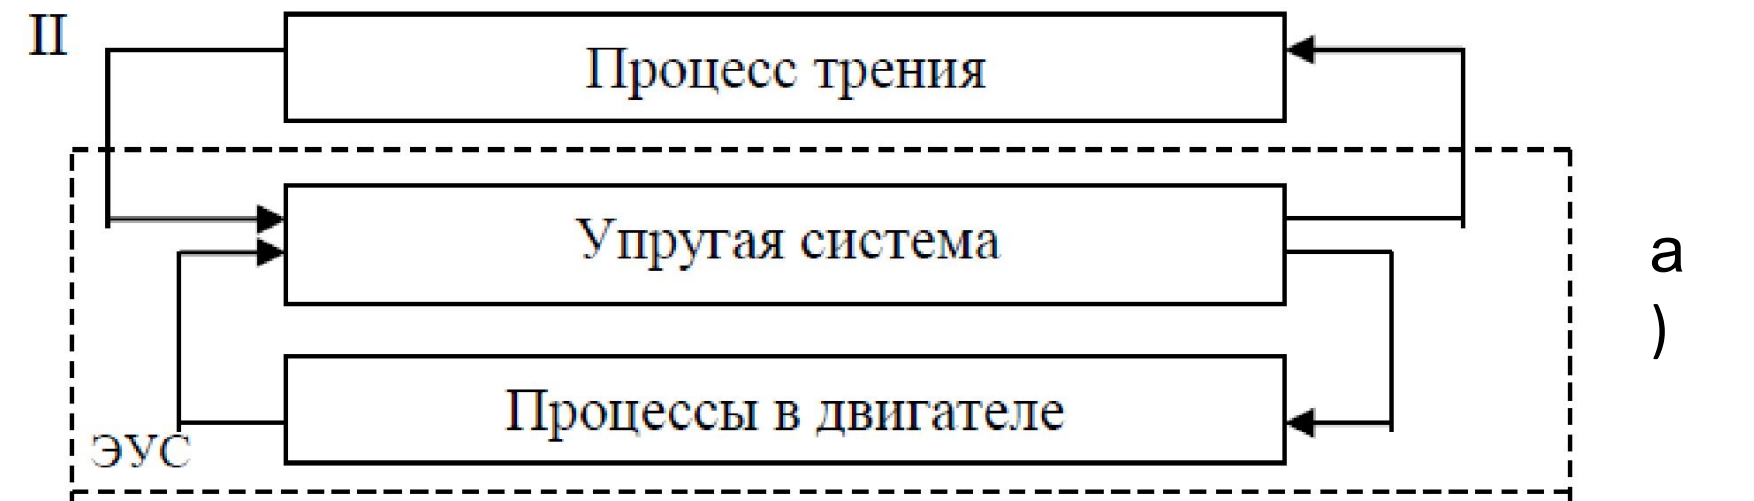 II
Процесс трения
Упругая система
а
)
Процессы в двигателе
ЭУС